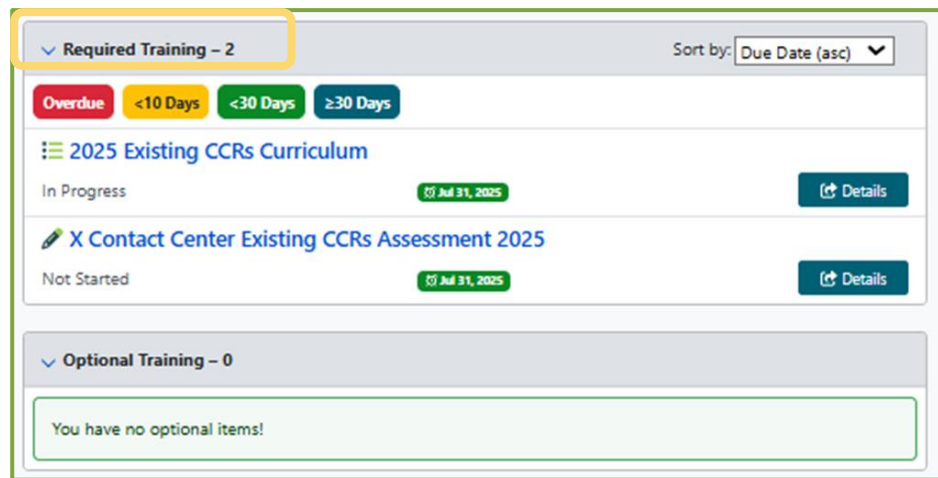 Required Training – 2 Sort by: Due Date (asc)
Overdue <10 Days <30 Days ≥30 Days
2025 Existing CCRs Curriculum
In Progress Jul 31, 2025 Details
X Contact Center Existing CCRs Assessment 2025
Not Started Jul 31, 2025 Details
Optional Training – 0
You have no optional items!